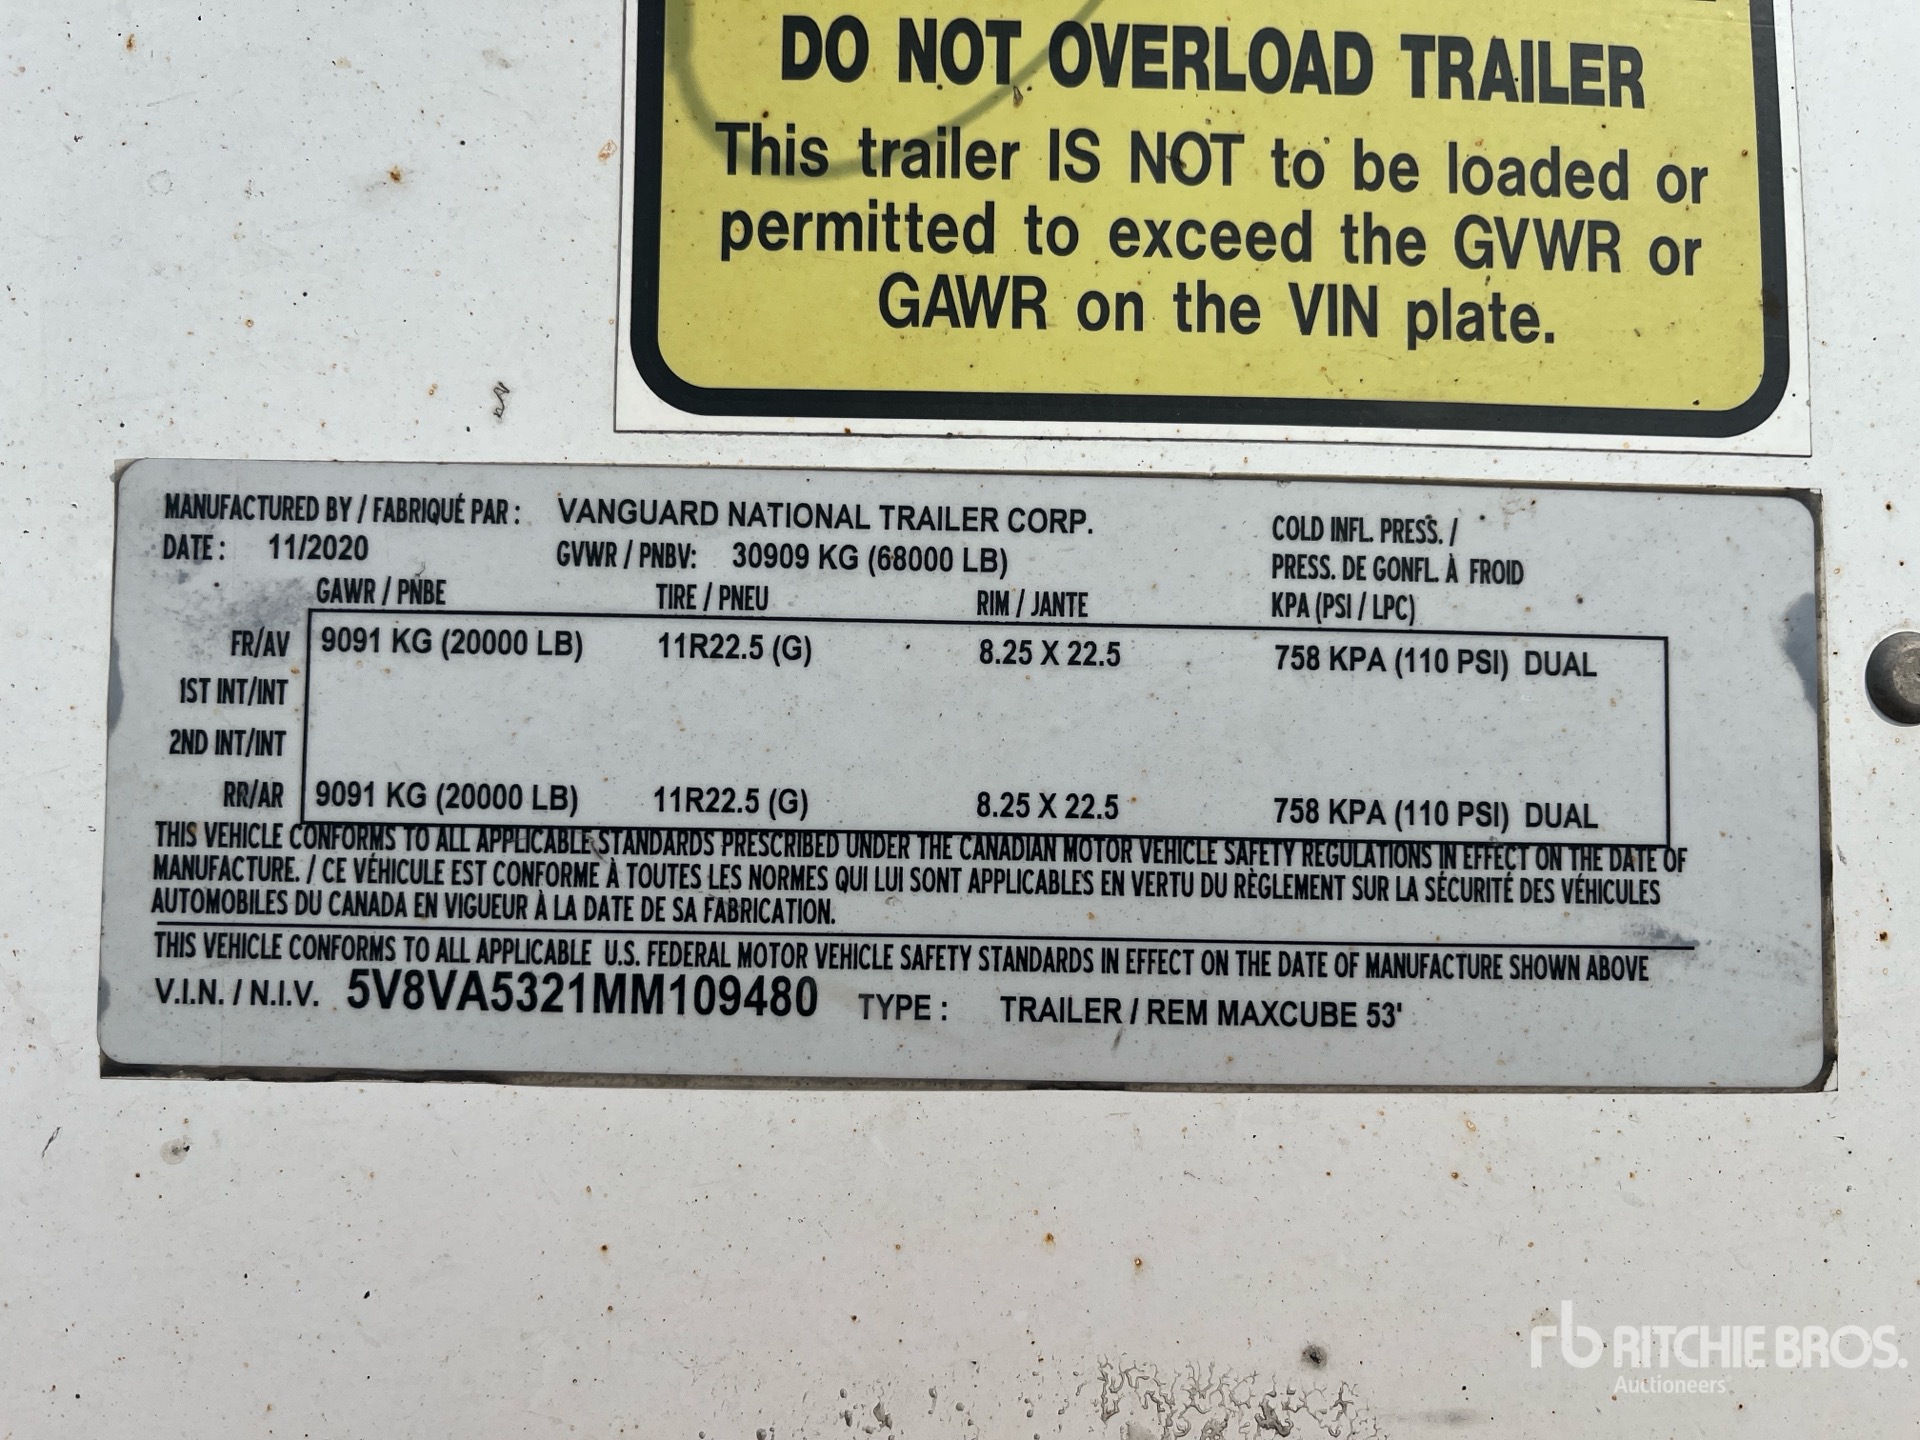 DO NOT OVERLOAD TRAILER
This trailer IS NOT to be loaded or
permitted to exceed the GVWR or
GAWR on the VIN plate.
MANUFACTURED BY / FABRIQUÉ PAR : VANGUARD NATIONAL TRAILER CORP.
DATE : 11/2020 GVWR / PNBV: 30909 KG (68000 LB)
COLD INFL. PRESS. /
PRESS. DE GONFL. À FROID
GAWR / PNBE TIRE / PNEU RIM / JANTE KPA (PSI / LPC)
FR/AV 9091 KG (20000 LB) 11R22.5 (G) 8.25 X 22.5 758 KPA (110 PSI) DUAL
1ST INT/INT
2ND INT/INT
RR/AR 9091 KG (20000 LB) 11R22.5 (G) 8.25 X 22.5 758 KPA (110 PSI) DUAL
THIS VEHICLE CONFORMS TO ALL APPLICABLE STANDARDS PRESCRIBED UNDER THE CANADIAN MOTOR VEHICLE SAFETY REGULATIONS IN EFFECT ON THE DATE OF
MANUFACTURE. / CE VÉHICULE EST CONFORME À TOUTES LES NORMES QUI LUI SONT APPLICABLES EN VERTU DU RÈGLEMENT SUR LA SÉCURITÉ DES VÉHICULES
AUTOMOBILES DU CANADA EN VIGUEUR À LA DATE DE SA FABRICATION.
THIS VEHICLE CONFORMS TO ALL APPLICABLE U.S. FEDERAL MOTOR VEHICLE SAFETY STANDARDS IN EFFECT ON THE DATE OF MANUFACTURE SHOWN ABOVE
V.I.N. / N.I.V. 5V8VA5321MM109480 TYPE : TRAILER / REM MAXCUBE 53'
rb RITCHIE BROS.
Auctioneers